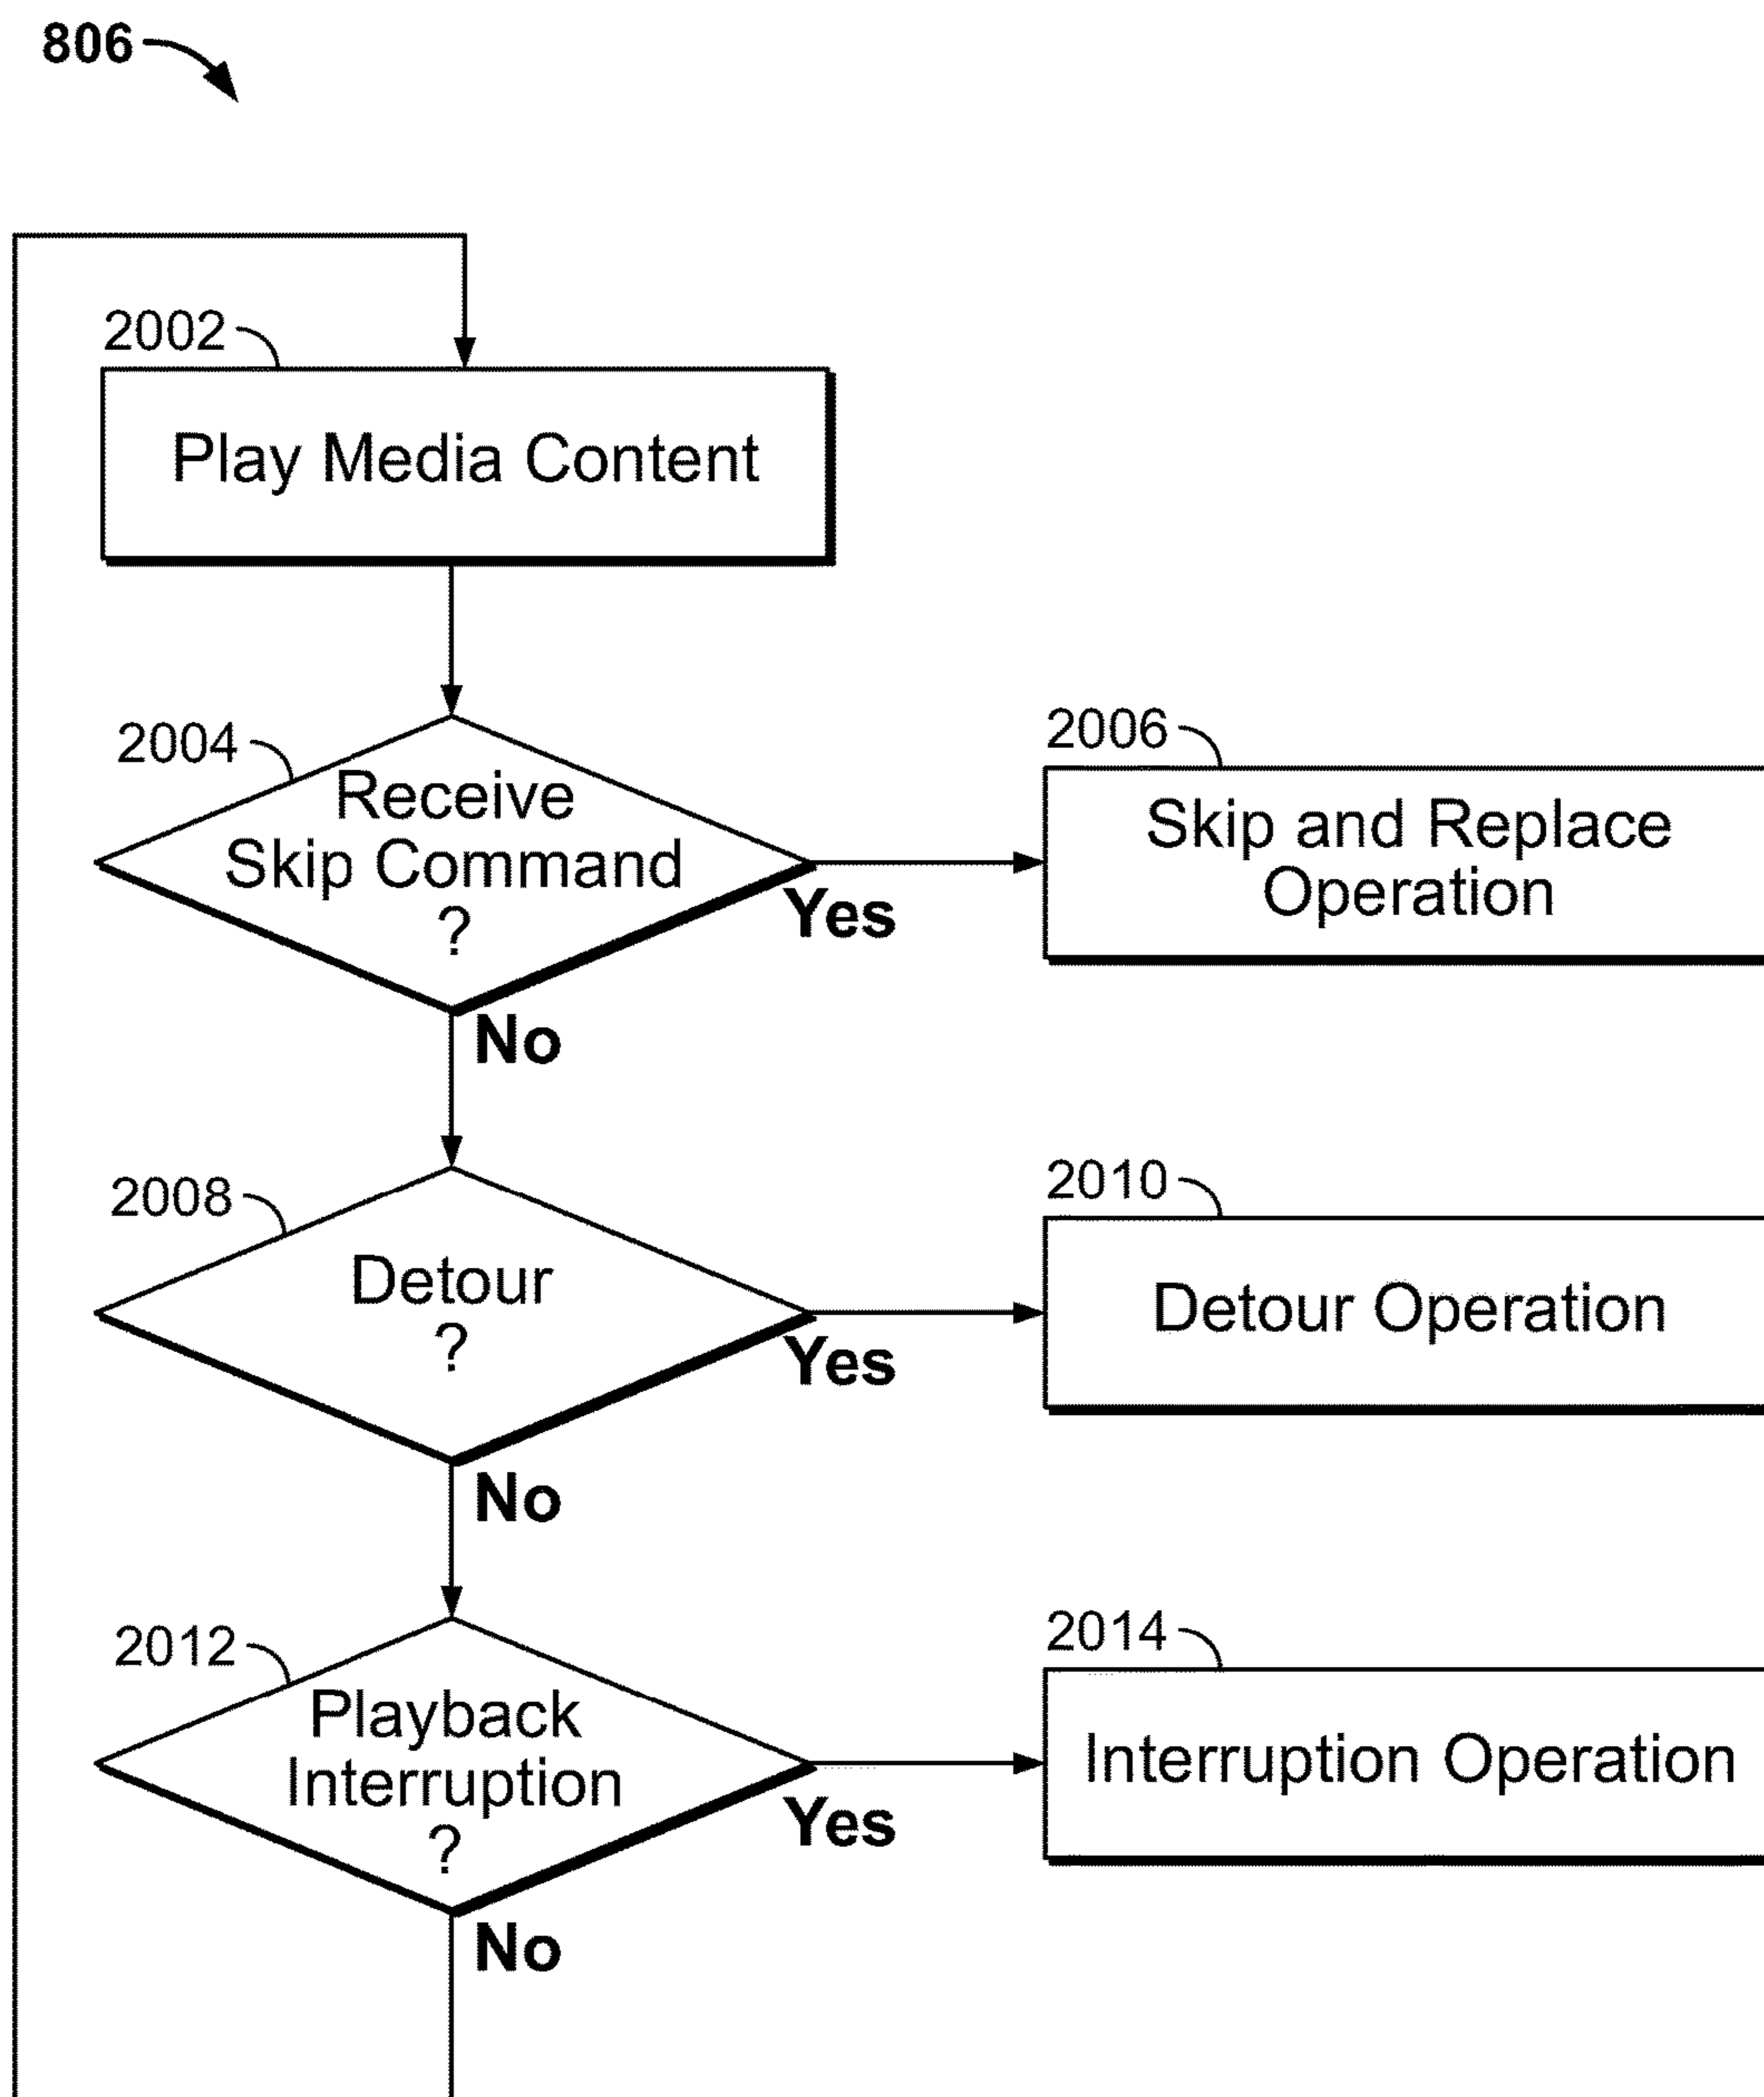 806
2002
Play Media Content
2004
Receive
Skip Command
?
Yes
No
2006
Skip and Replace
Operation
2008
Detour
?
Yes
No
2010
Detour Operation
2012
Playback
Interruption
?
Yes
No
2014
Interruption Operation